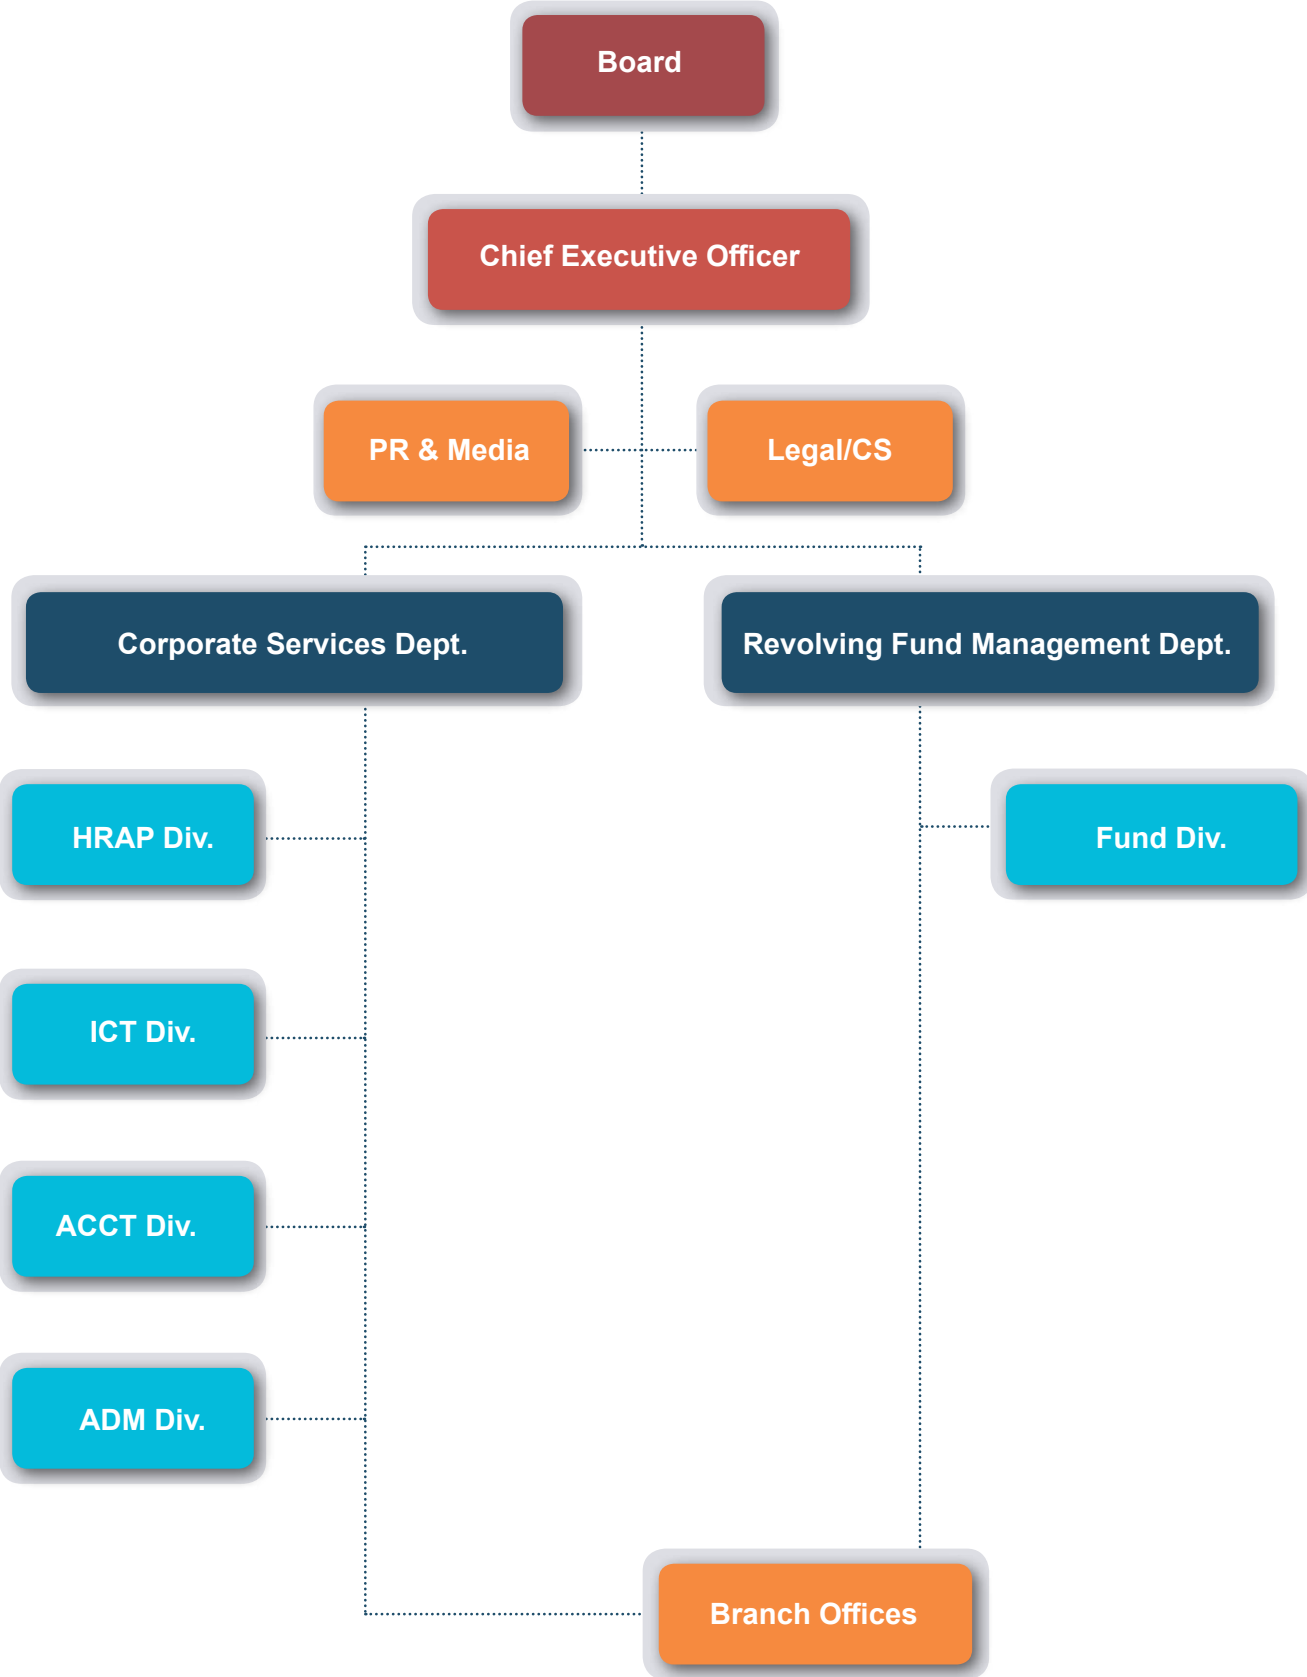 Board
Chief Executive Officer
PR & Media
Legal/CS
Corporate Services Dept.
Revolving Fund Management Dept.
HRAP Div.
Fund Div.
ICT Div.
ACCT Div.
ADM Div.
Branch Offices